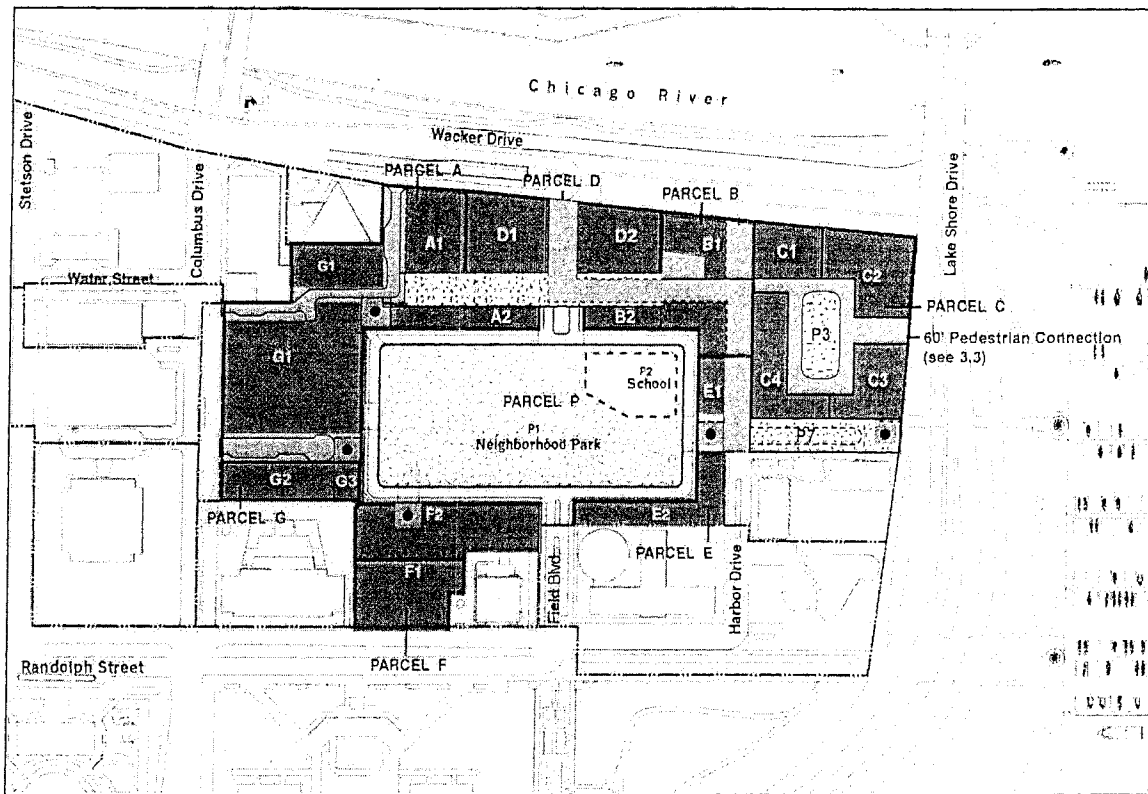 Chicago River
Wacker Drive
Stetson Drive
Columbus Drive
Lake Shore Drive
PARCEL A
PARCEL D
PARCEL B
A1
D1
D2
B1
C1
C2
G1
Water Street
PARCEL C
A2
B2
P3
60' Pedestrian Connection
(see 3.3)
G1
P2
School
E1
C4
C3
PARCEL P
P1
Neighborhood Park
P7
G2
G3
PARCEL G
F2
E2
PARCEL E
F1
Field Blvd.
Harbor Drive
PARCEL F
Randolph Street